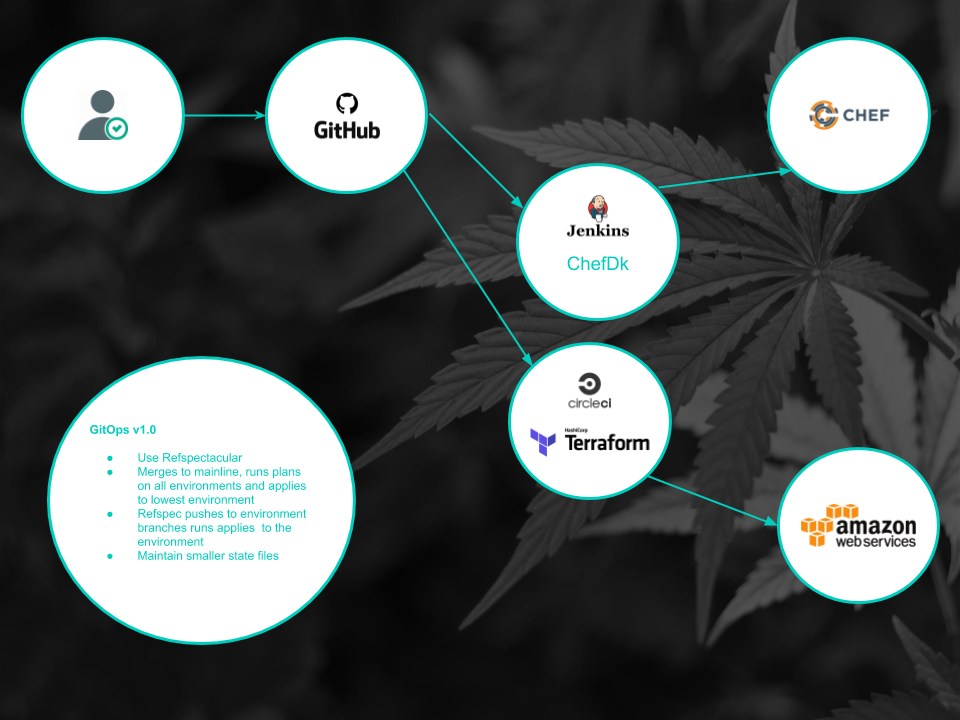 GitHub
CHEF
Jenkins
ChefDk
circleci
HashiCorp
Terraform
GitOps v1.0
● Use Refspectacular
● Merges to mainline, runs plans
on all environments and applies
to lowest environment
● Refspec pushes to environment
branches runs applies to the
environment
● Maintain smaller state files
amazon
webservices